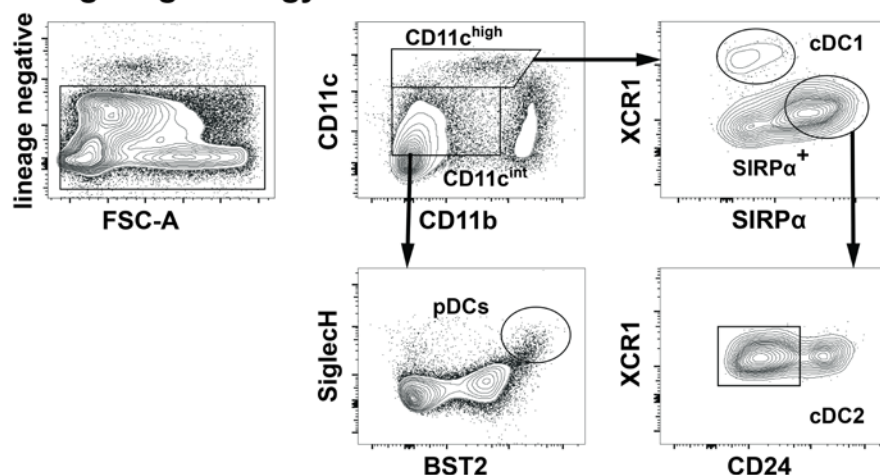 lineage negative
FSC-A
CD11c^high
CD11c
CD11c^int
CD11b
XCR1
cDC1
SIRPα^+
SIRPα
SiglecH
pDCs
BST2
XCR1
cDC2
CD24